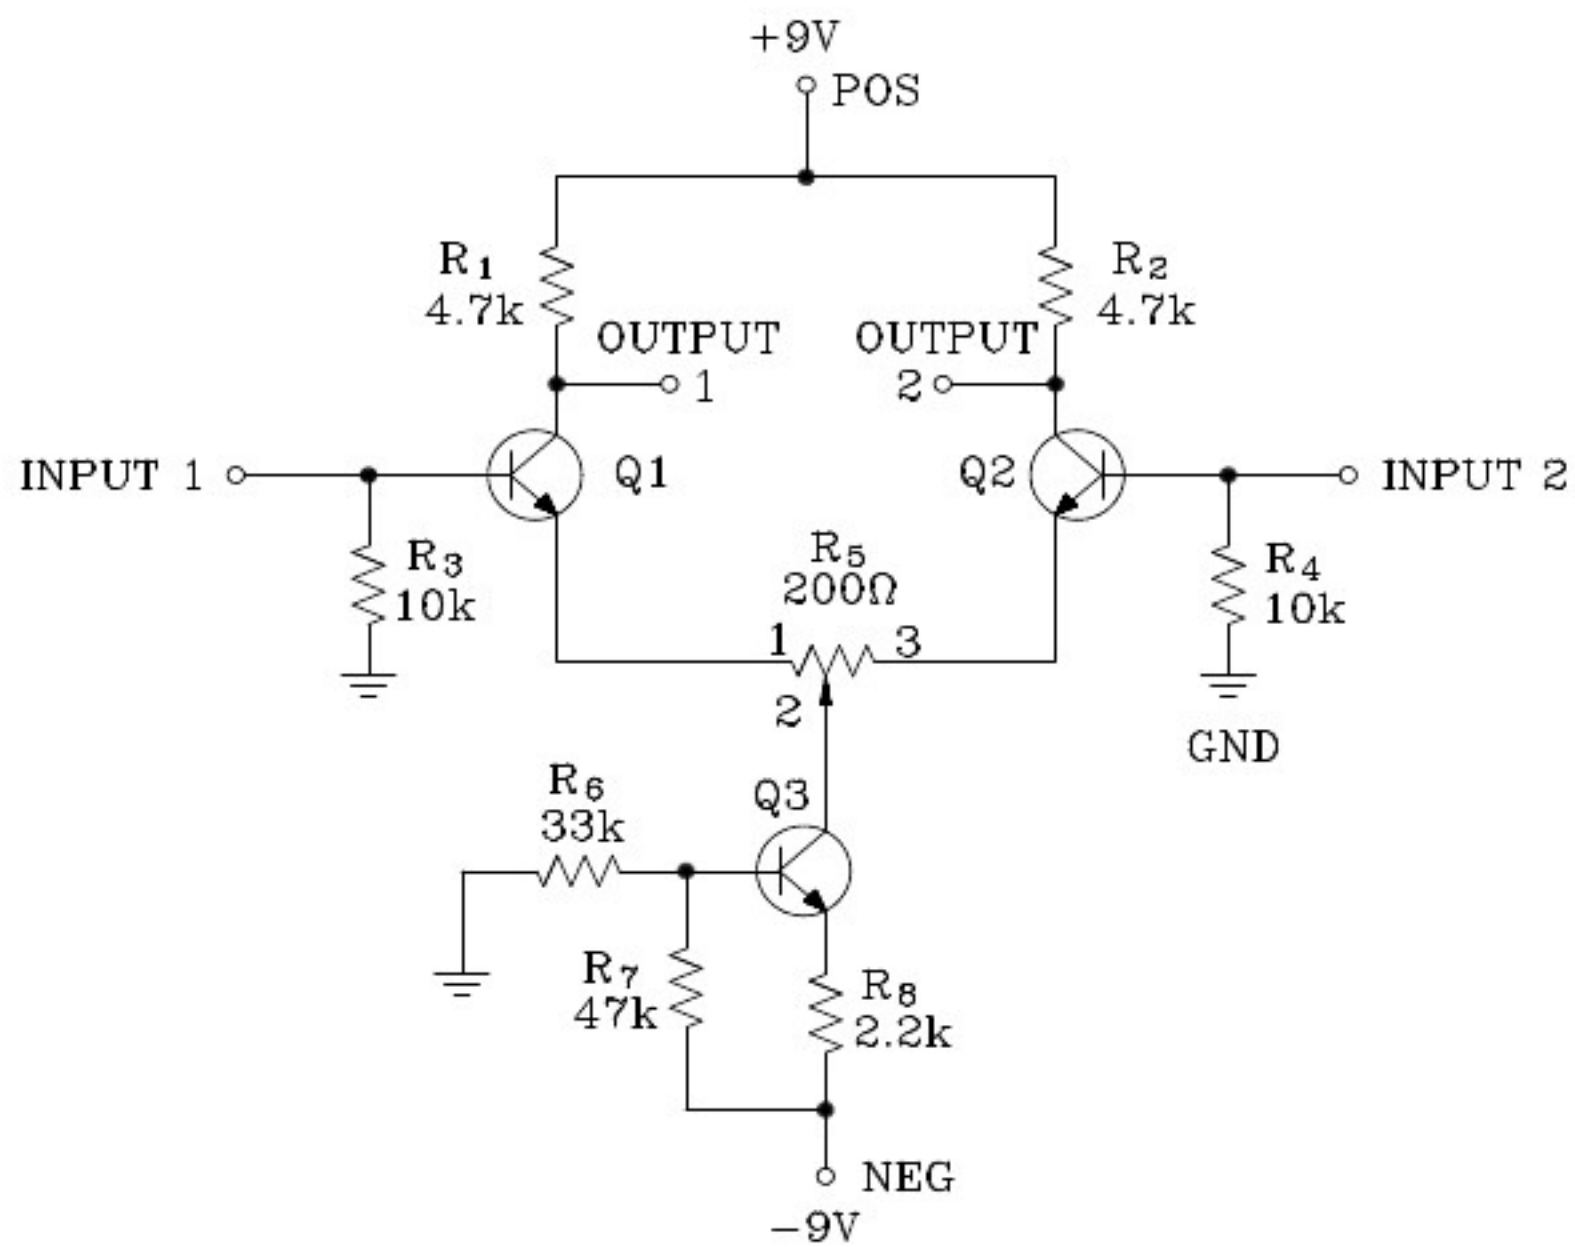 +9V
POS
R1
4.7k
R2
4.7k
OUTPUT
1
OUTPUT
2
INPUT 1
Q1
Q2
INPUT 2
R3
10k
R5
200Ω
R4
10k
1
3
2
GND
R6
33k
Q3
R7
47k
R8
2.2k
NEG
-9V